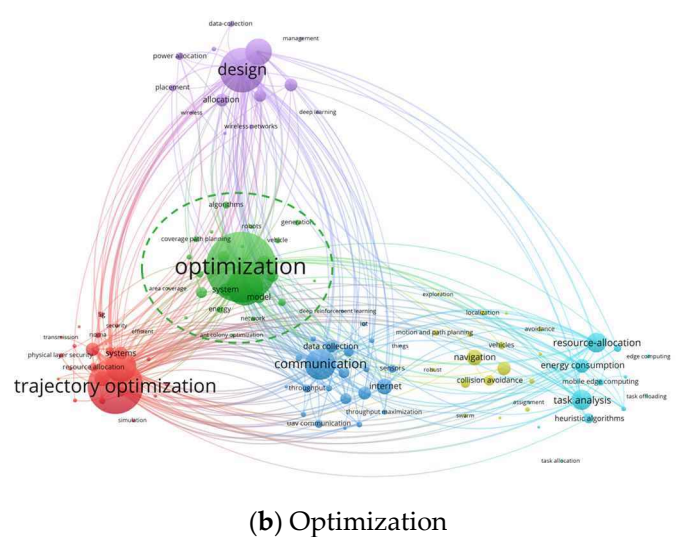 data-collection
management
power allocation
design
placement
allocation
deep learning
wireless
wireless networks
algorithms
robots
generation
coverage path planning
vehicle
optimization
area coverage
system
model
energy
exploration
network
deep reinforcement learning
localization
security
iot
transmission
noma
efficient
ant colony optimization
motion and path planning
avoidance
data collection
thegs
vehicles
resource-allocation
physical layer security
systems
navigation
edge computing
resource allocation
communication
sensors
robust
energy consumption
trajectory optimization
throughput
internet
collision avoidance
mobile edge computing
task offloading
task analysis
assignment
throughput maximization
simulation
uav communication
swarm
heuristic algorithms
task allocation
(b) Optimization